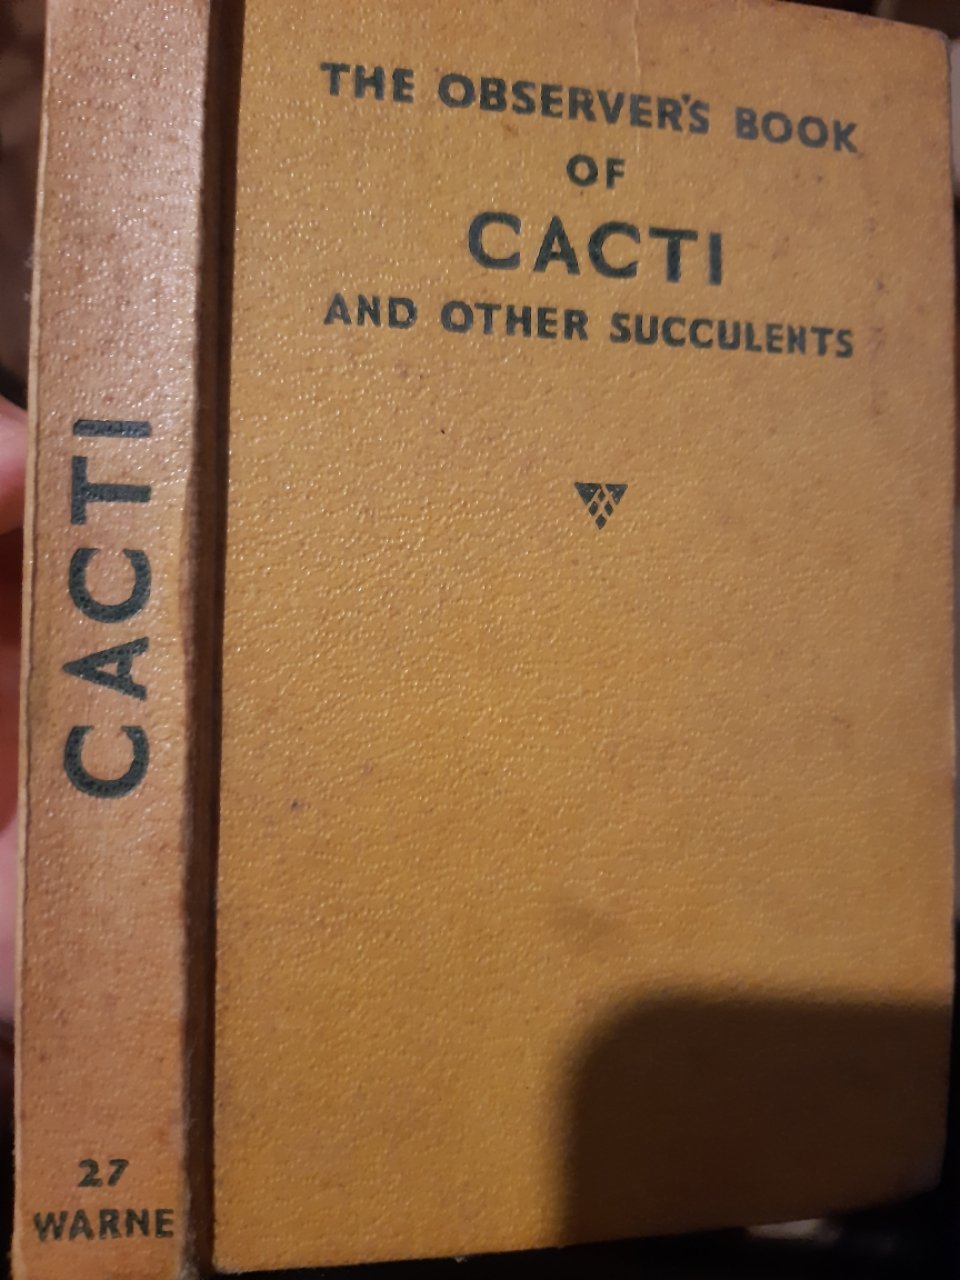 THE OBSERVER'S BOOK
OF
CACTI
AND OTHER SUCCULENTS
CACTI
27
WARNE